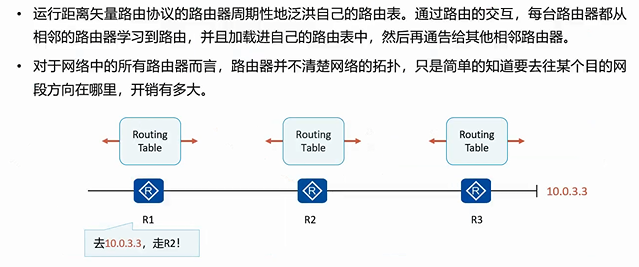 • 运行距离矢量路由协议的路由器周期性地泛洪自己的路由表。通过路由的交互，每台路由器都从
相邻的路由器学习到路由，并且加载进自己的路由表中，然后再通告给其他相邻路由器。
• 对于网络中的所有路由器而言，路由器并不清楚网络的拓扑，只是简单的知道要去往某个目的网
段方向在哪里，开销有多大。
Routing
Table
Routing
Table
Routing
Table
R
R
R
10.0.3.3
R1
R2
R3
去10.0.3.3，走R2！